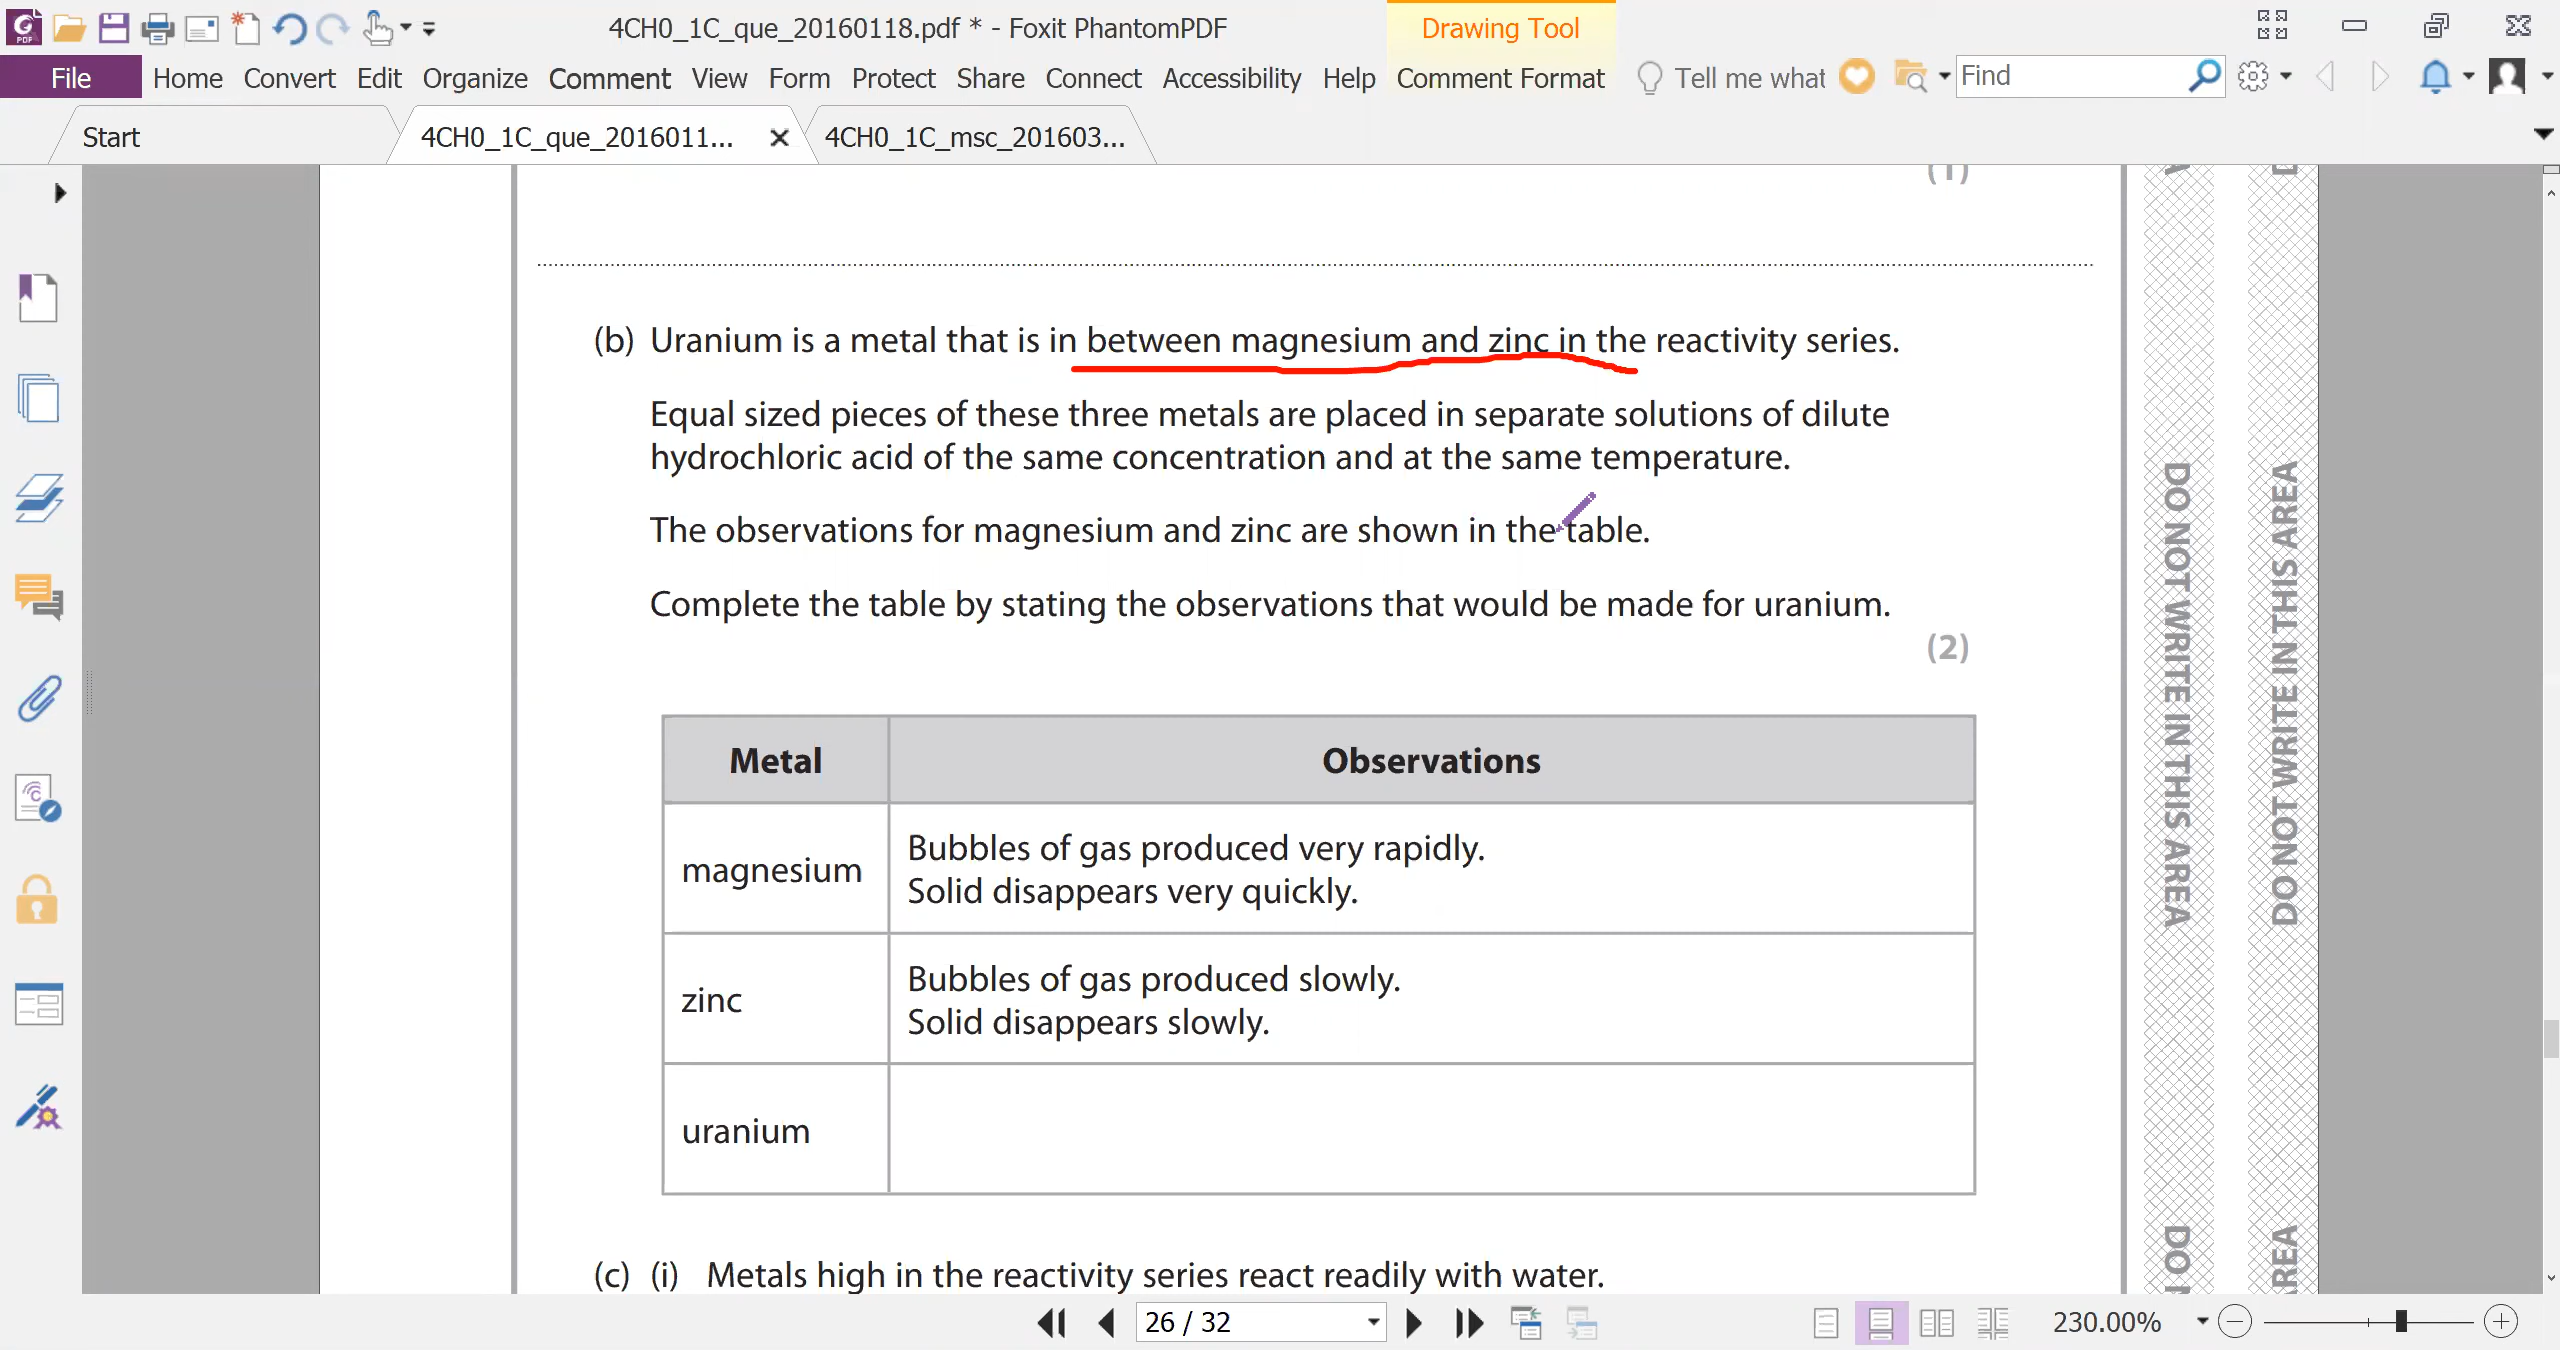 4CH0_1C_que_20160118.pdf * - Foxit PhantomPDF
Drawing Tool
File Home Convert Edit Organize Comment View Form Protect Share Connect Accessibility Help Comment Format Tell me what Find
Start 4CH0_1C_que_2016011... 4CH0_1C_msc_201603...
(1)
(b) Uranium is a metal that is in between magnesium and zinc in the reactivity series.
Equal sized pieces of these three metals are placed in separate solutions of dilute
hydrochloric acid of the same concentration and at the same temperature.
The observations for magnesium and zinc are shown in the table.
Complete the table by stating the observations that would be made for uranium.
(2)
Metal Observations
magnesium Bubbles of gas produced very rapidly.
Solid disappears very quickly.
zinc Bubbles of gas produced slowly.
Solid disappears slowly.
uranium
(c) (i) Metals high in the reactivity series react readily with water.
DO NOT WRITE IN THIS AREA
DO NOT WRITE IN THIS AREA
26 / 32
230.00%